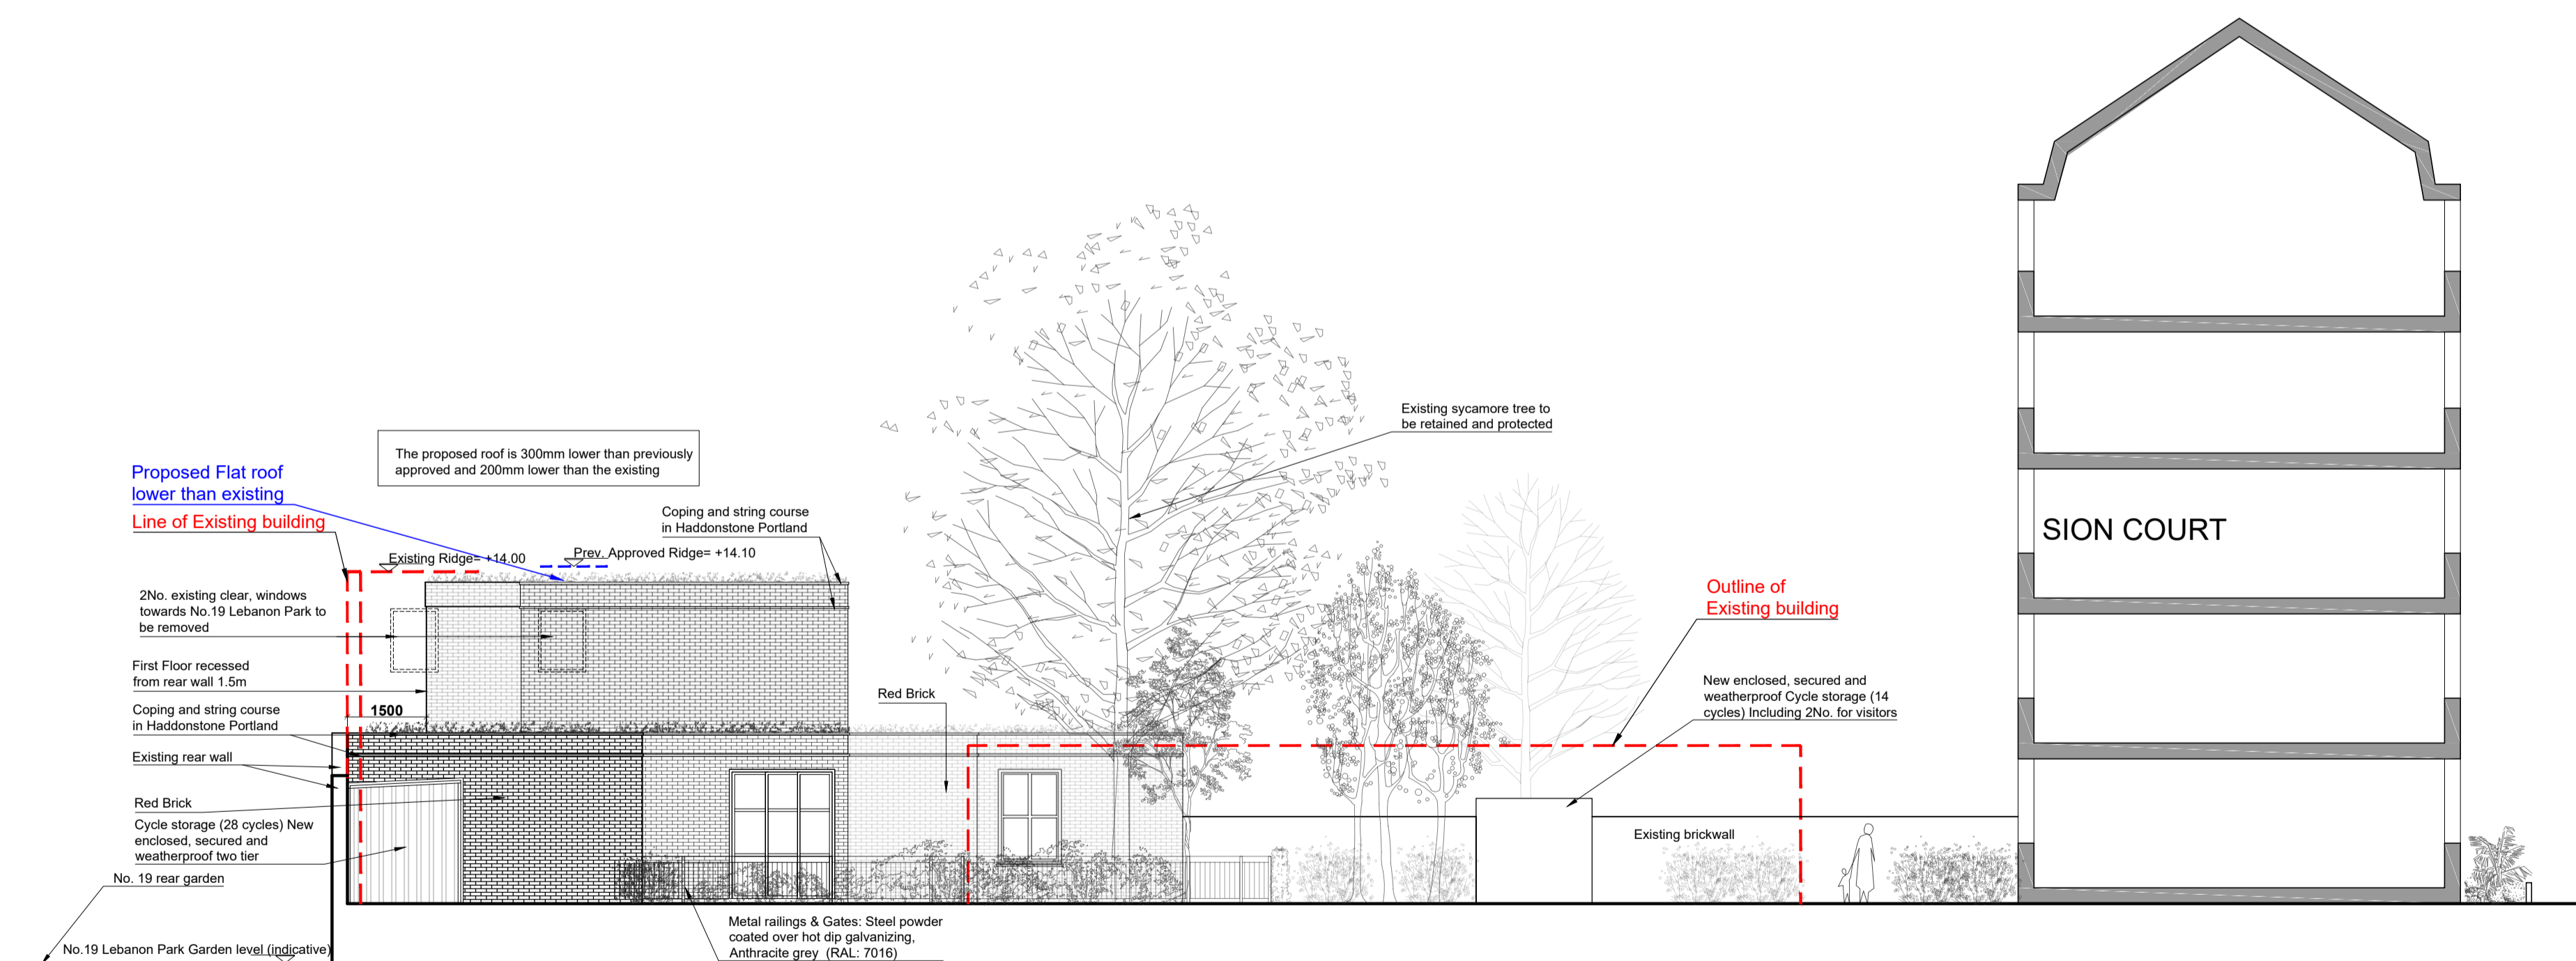 The proposed roof is 300mm lower than previously
approved and 200mm lower than the existing
Proposed Flat roof
lower than existing
Line of Existing building
Existing Ridge= +14.00
Prev. Approved Ridge= +14.10
Coping and string course
in Haddonstone Portland
2No. existing clear, windows
towards No.19 Lebanon Park to
be removed
First Floor recessed
from rear wall 1.5m
1500
Coping and string course
in Haddonstone Portland
Existing rear wall
Red Brick
Cycle storage (28 cycles) New
enclosed, secured and
weatherproof two tier
No. 19 rear garden
No.19 Lebanon Park Garden level (indicative)
Metal railings & Gates: Steel powder
coated over hot dip galvanizing,
Anthracite grey (RAL: 7016)
Red Brick
Existing sycamore tree to
be retained and protected
Outline of
Existing building
New enclosed, secured and
weatherproof Cycle storage (14
cycles) Including 2No. for visitors
Existing brickwall
SION COURT